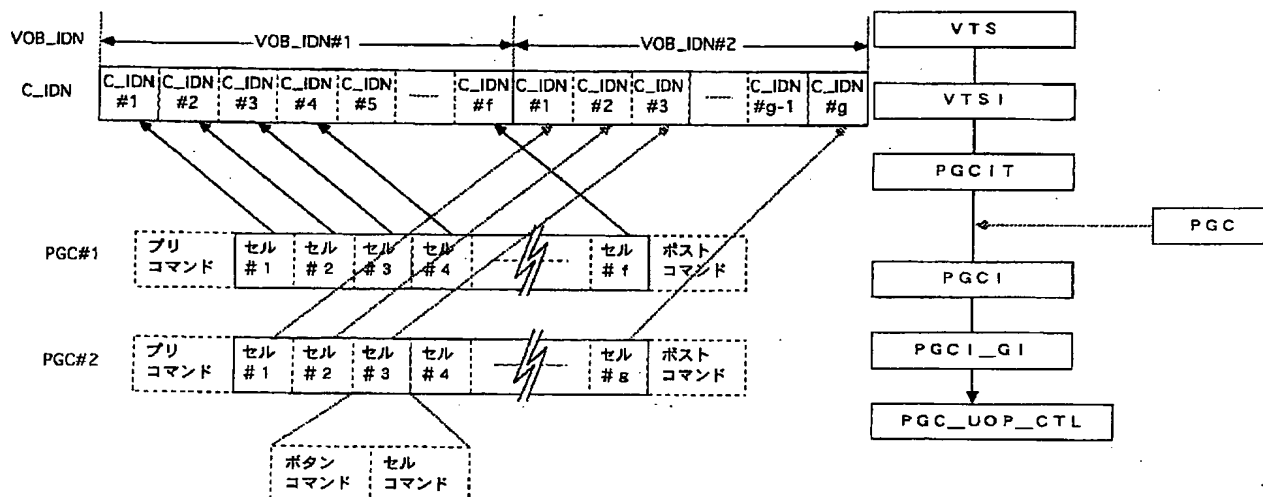 VOB_IDN
VOB_IDN#1
VOB_IDN#2
C_IDN
C_IDN
#1
C_IDN
#2
C_IDN
#3
C_IDN
#4
C_IDN
#5
C_IDN
#f
C_IDN
#1
C_IDN
#2
C_IDN
#3
C_IDN
#g-1
C_IDN
#g
PGC#1
プリ
コマンド
セル
#1
セル
#2
セル
#3
セル
#4
セル
#f
ポスト
コマンド
PGC#2
プリ
コマンド
セル
#1
セル
#2
セル
#3
セル
#4
セル
#g
ポスト
コマンド
ボタン
コマンド
セル
コマンド
VTS
VTSI
PGCIT
PGC
PGCI
PGCI_GI
PGC_UOP_CTL